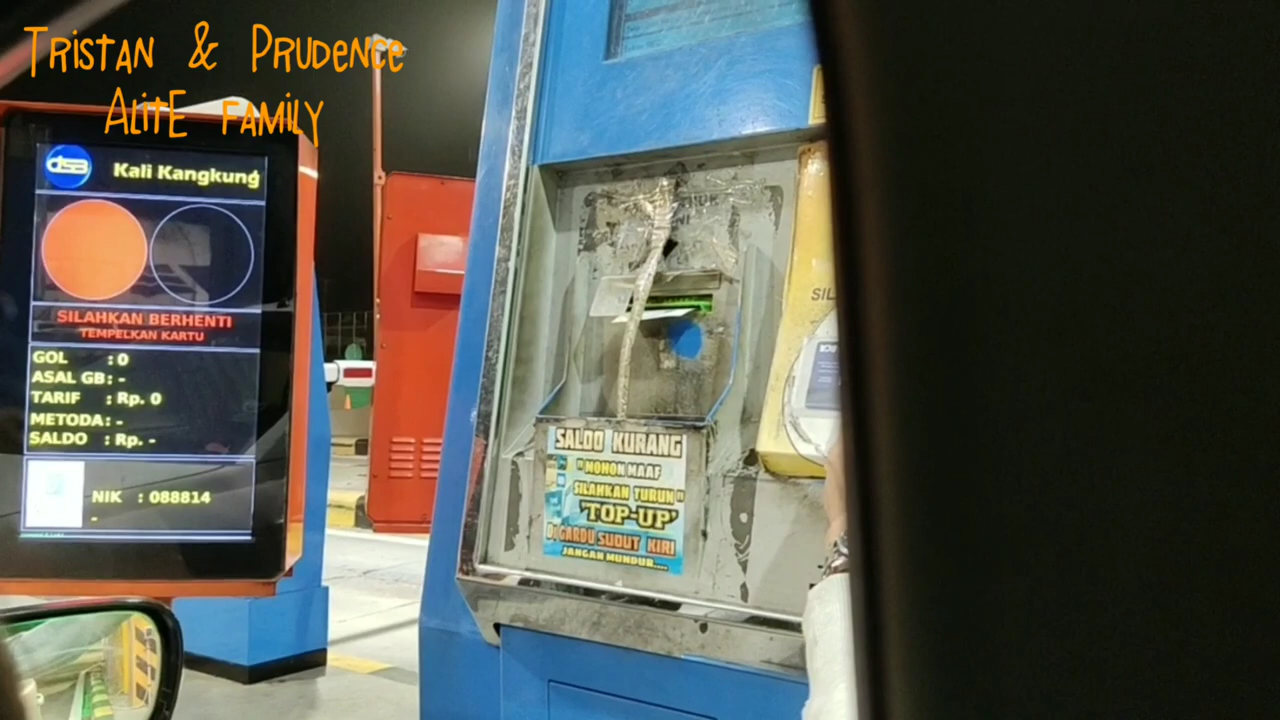 TRISTAN & PRUDENCE
ALITE FAMILY
Kali Kangkung
SILAHKAN BERHENTI
TEMPELKAN KARTU
GOL : 0
ASAL GB: -
TARIF : Rp. 0
METODA: -
SALDO : Rp. -
NIK : 088814
-
SALDO KURANG
"MOHON MAAF
SILAHKAN TURUN"
"TOP-UP"
DI GARDU SUDUT KIRI
JANGAN MUNDUR....
SIL